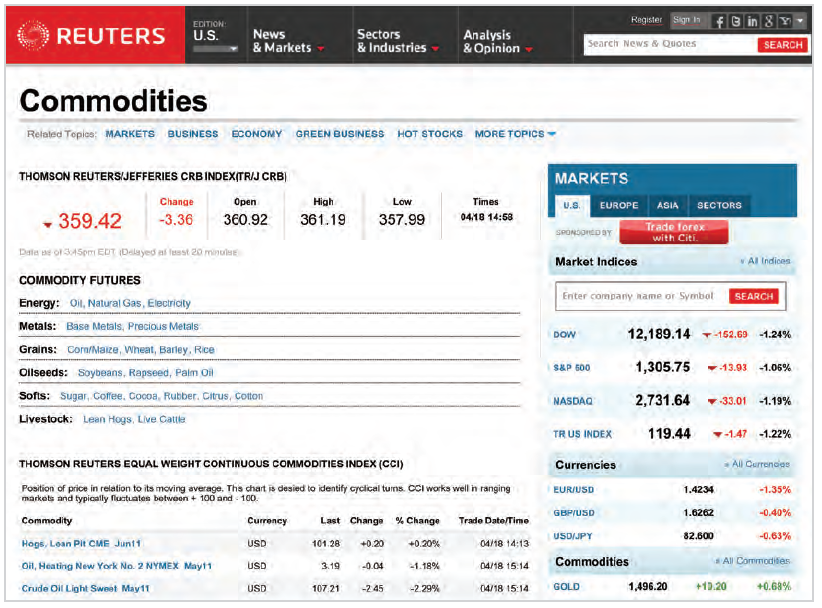 REUTERS
EDITION:
U.S.
News
& Markets
Sectors
& Industries
Analysis
& Opinion
Register Sign In
Search News & Quotes SEARCH
Commodities
Related Topics: MARKETS BUSINESS ECONOMY GREEN BUSINESS HOT STOCKS MORE TOPICS
THOMSON REUTERS/JEFFERIES CRB INDEX(TR/J CRB)
Change Open High Low Times
359.42 -3.36 360.92 361.19 357.99 04/18 14:58
Data as of 3:45pm EDT (Delayed at least 20 minutes.
COMMODITY FUTURES
Energy: Oil, Natural Gas, Electricity
Metals: Base Metals, Precious Metals
Grains: Corn/Maize, Wheat, Barley, Rice
Oilseeds: Soybeans, Rapseed, Palm Oil
Softs: Sugar, Coffee, Cocoa, Rubber, Citrus, Cotton
Livestock: Lean Hogs, Live Cattle
THOMSON REUTERS EQUAL WEIGHT CONTINUOUS COMMODITIES INDEX (CCI)
Position of price in relation to its moving average. Ths chart is desied to identify cyclical turns. CCI works well in ranging
markets and typically fluctuates between + 100 and - 100.
Commodity Currency Last Change % Change Trade Date/Time
Hogs, Lean Pit CME Jun11 USD 101.28 +0.20 +0.20% 04/18 14:13
Oil, Heating New York No. 2 NYMEX May11 USD 3.19 -0.04 -1.18% 04/18 15:14
Crude Oil Light Sweet May11 USD 107.21 -2.45 -2.29% 04/18 15:14
MARKETS
U.S. EUROPE ASIA SECTORS
SPONSORED BY
Trade forex
with Citi.
Market Indices » All Indices
Enter company name or Symbol SEARCH
DOW 12,189.14 -152.69 -1.24%
S&P 500 1,305.75 -13.93 -1.06%
NASDAQ 2,731.64 -33.01 -1.19%
TR US INDEX 119.44 -1.47 -1.22%
Currencies » All Currencies
EUR/USD 1.4234 -1.35%
GBP/USD 1.6262 -0.40%
USD/JPY 82.600 -0.63%
Commodities » All Commodities
GOLD 1,496.20 +10.20 +0.68%